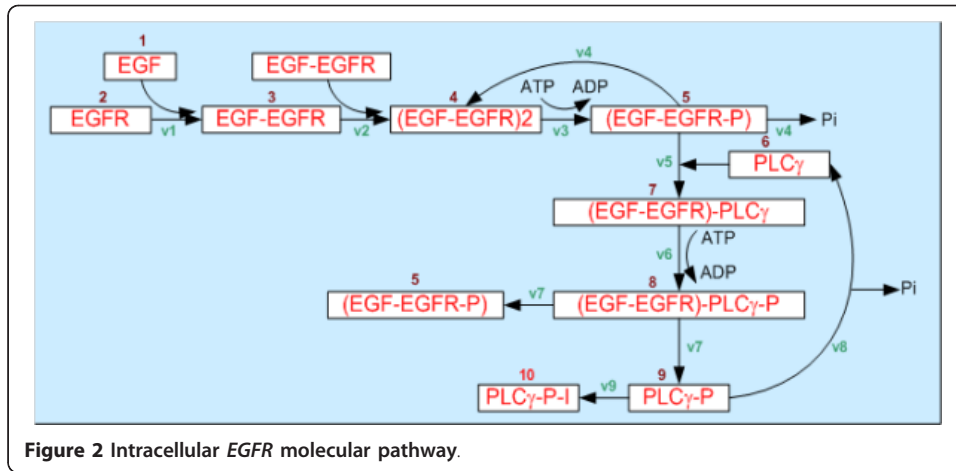 1
EGF
EGF-EGFR
v4
ATP ADP
2 3 4 5
EGFR v1 EGF-EGFR v2 (EGF-EGFR)2 v3 (EGF-EGFR-P) v4 Pi
6
v5 PLCγ
7
(EGF-EGFR)-PLCγ
ATP
v6
ADP
5 8
(EGF-EGFR-P) v7 (EGF-EGFR)-PLCγ-P
Pi
v7 v8
10 9
PLCγ-P-I v9 PLCγ-P
Figure 2 Intracellular EGFR molecular pathway.